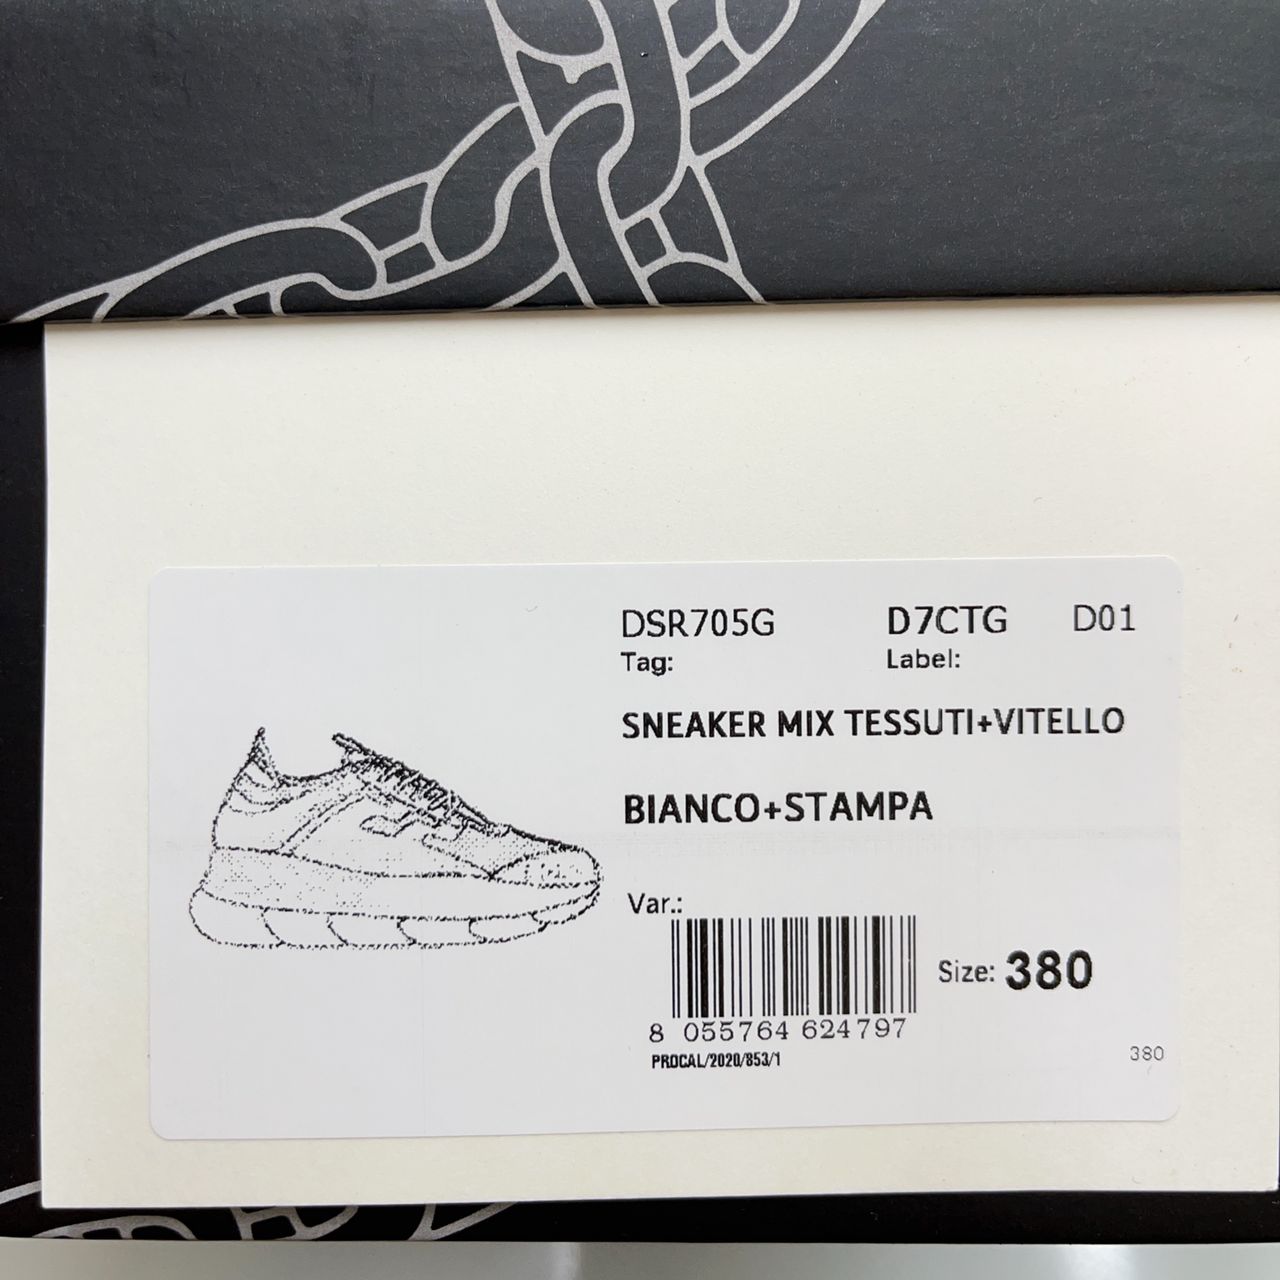 DSR705G D7CTG D01
Tag: Label:
SNEAKER MIX TESSUTI+VITELLO
BIANCO+STAMPA
Var.:
Size: 380
8 055764 624797
PROCAL/2020/853/1
380